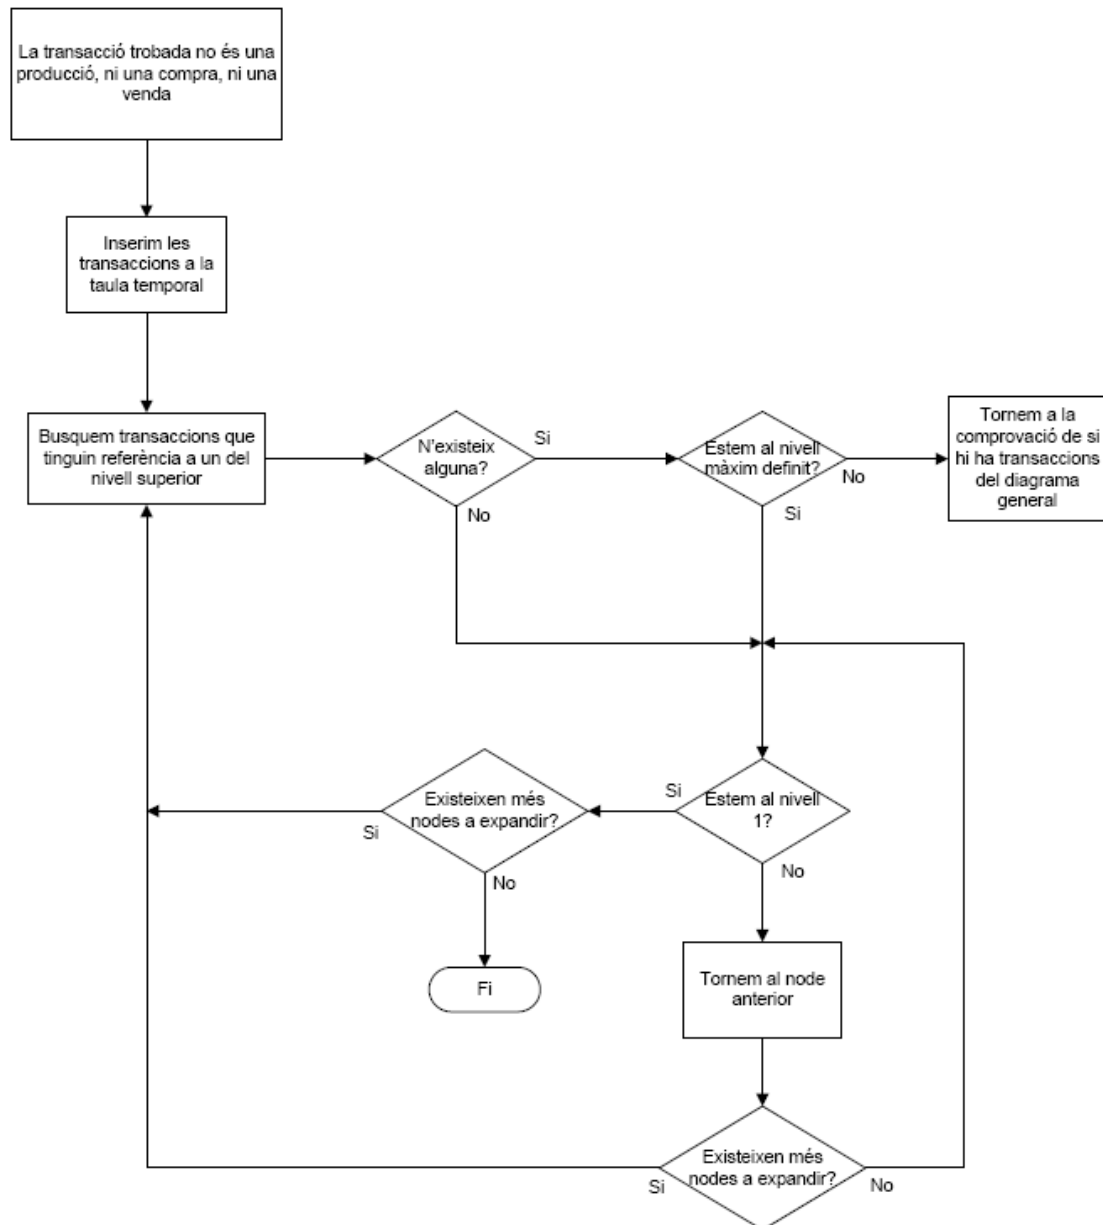 La transacció trobada no és una
producció, ni una compra, ni una
venda
Inserim les
transaccions a la
taula temporal
Busquem transaccions que
tinguin referència a un del
nivell superior
N'existeix
alguna?
Si
No
Estem al nivell
màxim definit?
No
Si
Tornem a la
comprovació de si
hi ha transaccions
del diagrama
general
Existeixen més
nodes a expandir?
Si
No
Si
Estem al nivell
1?
No
Fi
Tornem al node
anterior
Existeixen més
nodes a expandir?
Si
No